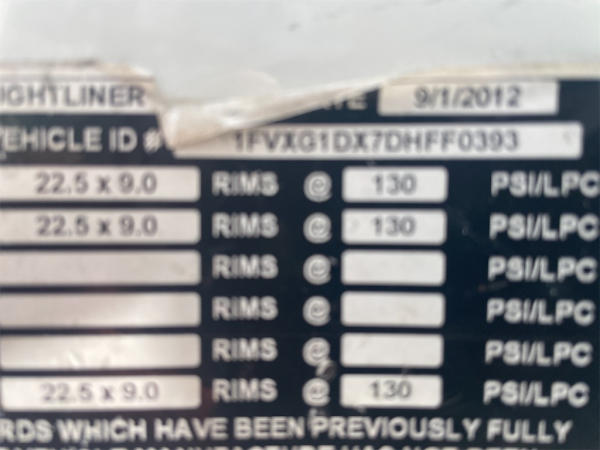 IGHTLINER ATE 9/1/2012
VEHICLE ID # 1FVXG1DX7DHFF0393
22.5 x 9.0 RIMS @ 130 PSI/LPC
22.5 x 9.0 RIMS @ 130 PSI/LPC
RIMS @ PSI/LPC
RIMS @ PSI/LPC
RIMS @ PSI/LPC
22.5 x 9.0 RIMS @ 130 PSI/LPC
RDS WHICH HAVE BEEN PREVIOUSLY FULLY